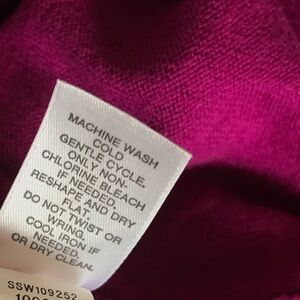 MACHINE WASH
COLD
GENTLE CYCLE.
ONLY NON-
CHLORINE BLEACH
IF NEEDED.
RESHAPE AND DRY
FLAT.
DO NOT TWIST OR
WRING.
COOL IRON IF
NEEDED.
OR DRY CLEAN.
SSW109252